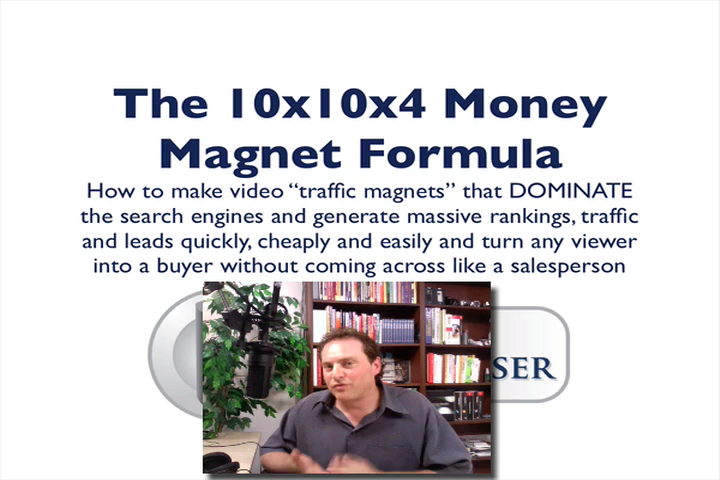 The 10x10x4 Money
Magnet Formula
How to make video “traffic magnets” that DOMINATE
the search engines and generate massive rankings, traffic
and leads quickly, cheaply and easily and turn any viewer
into a buyer without coming across like a salesperson
SER